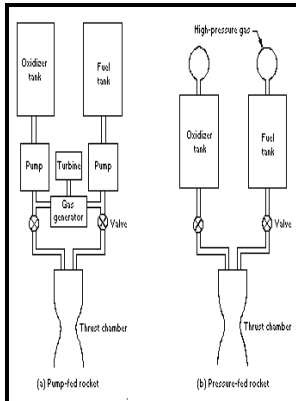 Oxidizer
tank
Fuel
tank
Pump
Turbine
Pump
Gas
generator
Valve
Thrust chamber
(a) Pump-fed rocket
High-pressure gas
Oxidizer
tank
Fuel
tank
Valve
Thrust chamber
(b) Pressure-fed rocket